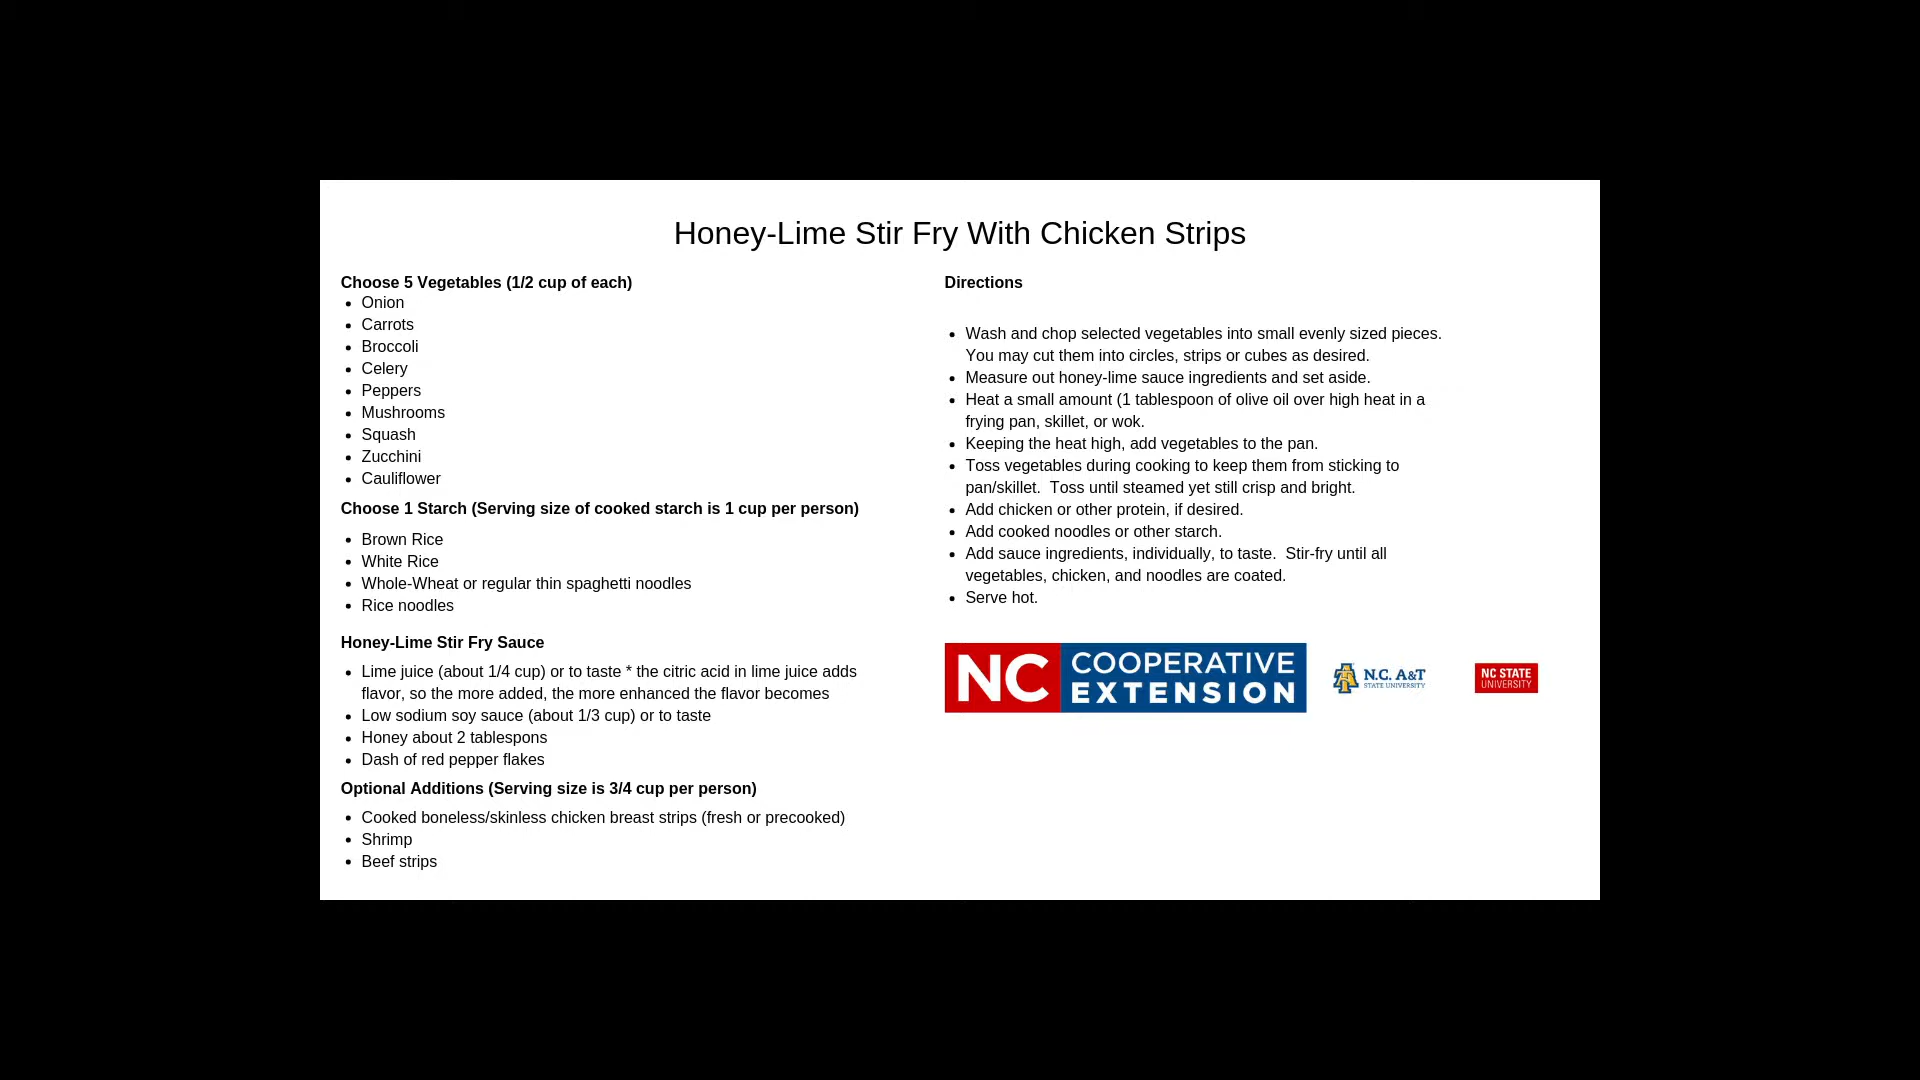 Honey-Lime Stir Fry With Chicken Strips
Choose 5 Vegetables (1/2 cup of each)
Onion
Carrots
Broccoli
Celery
Peppers
Mushrooms
Squash
Zucchini
Cauliflower
Choose 1 Starch (Serving size of cooked starch is 1 cup per person)
Brown Rice
White Rice
Whole-Wheat or regular thin spaghetti noodles
Rice noodles
Honey-Lime Stir Fry Sauce
Lime juice (about 1/4 cup) or to taste * the citric acid in lime juice adds
flavor, so the more added, the more enhanced the flavor becomes
Low sodium soy sauce (about 1/3 cup) or to taste
Honey about 2 tablespons
Dash of red pepper flakes
Optional Additions (Serving size is 3/4 cup per person)
Cooked boneless/skinless chicken breast strips (fresh or precooked)
Shrimp
Beef strips
Directions
Wash and chop selected vegetables into small evenly sized pieces.
You may cut them into circles, strips or cubes as desired.
Measure out honey-lime sauce ingredients and set aside.
Heat a small amount (1 tablespoon of olive oil over high heat in a
frying pan, skillet, or wok.
Keeping the heat high, add vegetables to the pan.
Toss vegetables during cooking to keep them from sticking to
pan/skillet.  Toss until steamed yet still crisp and bright.
Add chicken or other protein, if desired.
Add cooked noodles or other starch.
Add sauce ingredients, individually, to taste.  Stir-fry until all
vegetables, chicken, and noodles are coated.
Serve hot.
NC COOPERATIVE
EXTENSION
N.C. A&T
STATE UNIVERSITY
NC STATE
UNIVERSITY